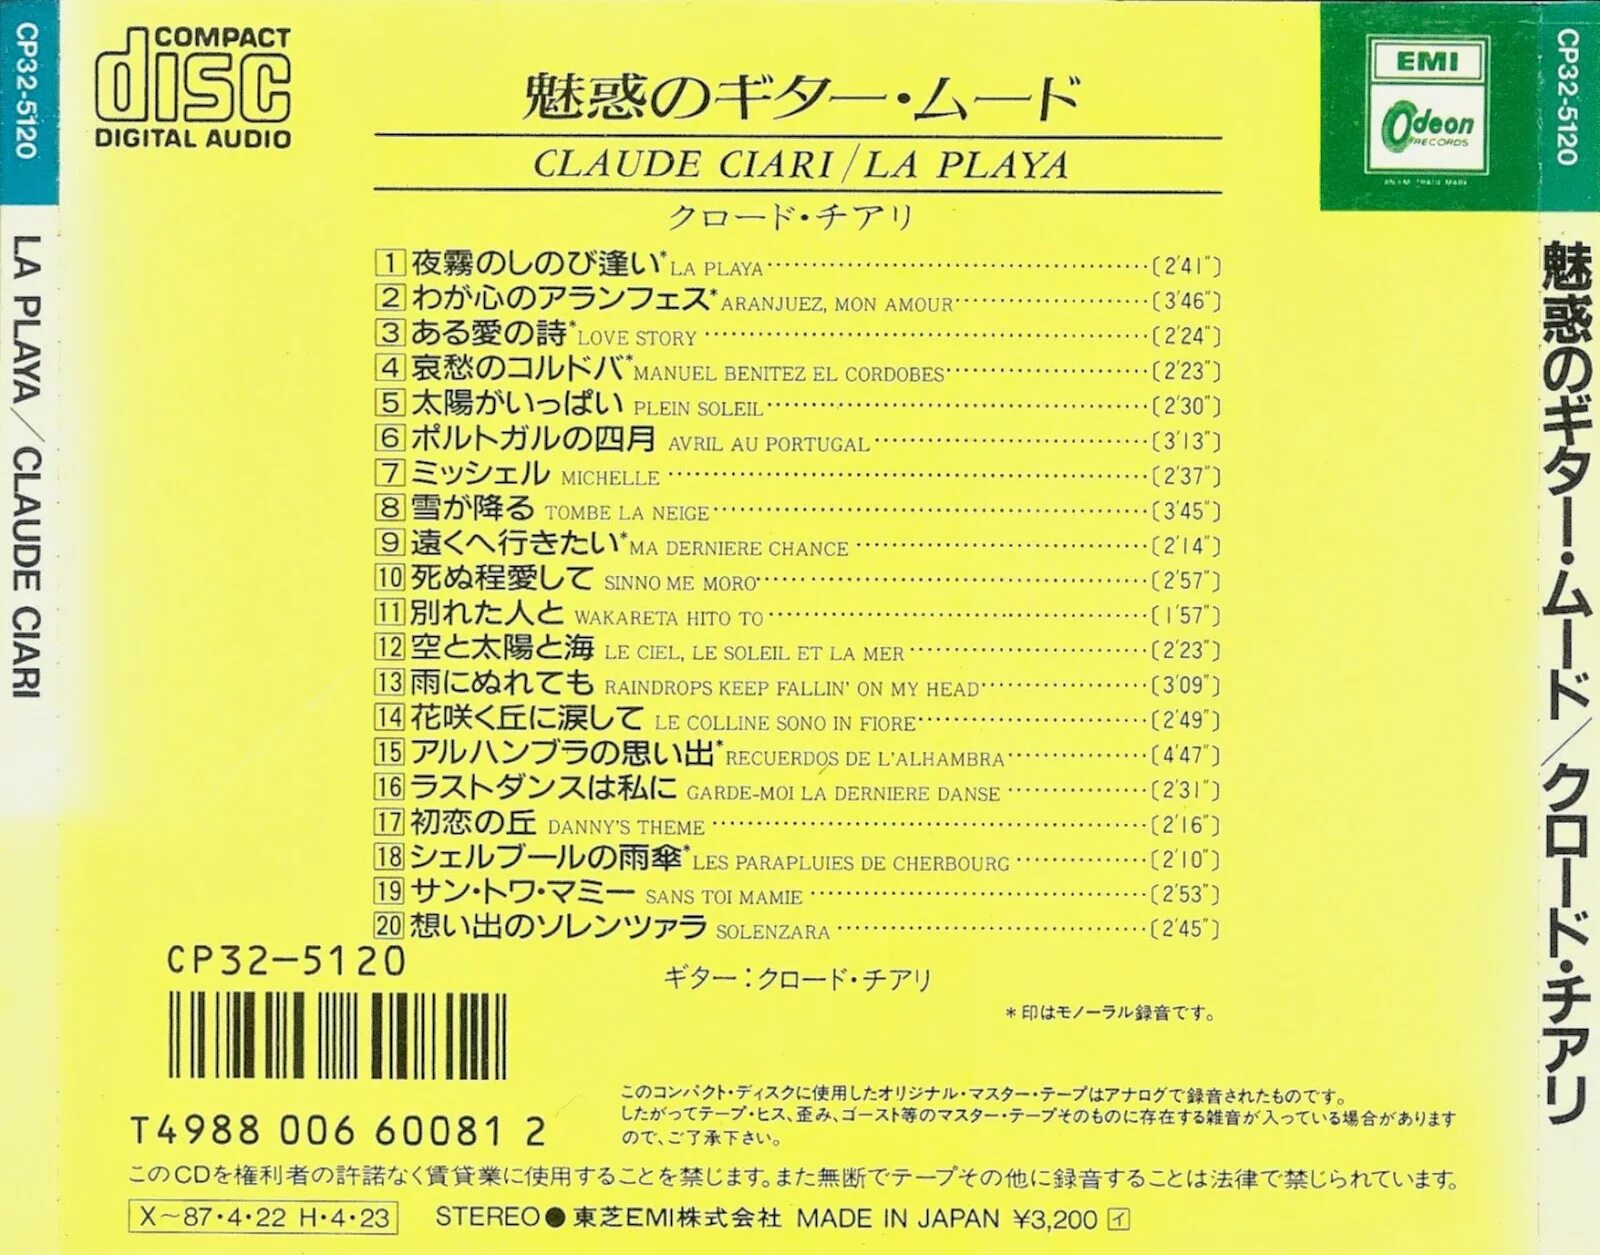 CP32-5120
LA PLAYA/CLAUDE CIARI
COMPACT
disc
DIGITAL AUDIO
魅惑のギター・ムード
CLAUDE CIARI/LA PLAYA
クロード・チアリ
EMI
Odeon
RECORDS
AN EMI TRADE MARK
1 夜霧のしのび逢い* LA PLAYA (2'41")
2 わが心のアランフェス* ARANJUEZ, MON AMOUR (3'46")
3 ある愛の詩* LOVE STORY (2'24")
4 哀愁のコルドバ* MANUEL BENITEZ EL CORDOBES (2'23")
5 太陽がいっぱい PLEIN SOLEIL (2'30")
6 ポルトガルの四月 AVRIL AU PORTUGAL (3'13")
7 ミッシェル MICHELLE (2'37")
8 雪が降る TOMBE LA NEIGE (3'45")
9 遠くへ行きたい* MA DERNIERE CHANCE (2'14")
10 死ぬ程愛して SINNO ME MORO (2'57")
11 別れた人と WAKARETA HITO TO (1'57")
12 空と太陽と海 LE CIEL, LE SOLEIL ET LA MER (2'23")
13 雨にぬれても RAINDROPS KEEP FALLIN' ON MY HEAD (3'09")
14 花咲く丘に涙して LE COLLINE SONO IN FIORE (2'49")
15 アルハンブラの思い出* RECUERDOS DE L'ALHAMBRA (4'47")
16 ラストダンスは私に GARDE-MOI LA DERNIERE DANSE (2'31")
17 初恋の丘 DANNY'S THEME (2'16")
18 シェルブールの雨傘* LES PARAPLUIES DE CHERBOURG (2'10")
19 サン・トワ・マミー SANS TOI MAMIE (2'53")
20 想い出のソレンツァラ SOLENZARA (2'45")
ギター:クロード・チアリ
*印はモノーラル録音です。
CP32-5120
T4988 006 60081 2
このコンパクト・ディスクに使用したオリジナル・マスター・テープはアナログで録音されたものです。
したがってテープ・ヒス、歪み、ゴースト等のマスター・テープそのものに存在する雑音が入っている場合があります
ので、ご了承下さい。
このCDを権利者の許諾なく賃貸業に使用することを禁じます。また無断でテープその他に録音することは法律で禁じられています。
X〜87・4・22 H・4・23 STEREO●東芝EMI株式会社 MADE IN JAPAN ¥3,200 イ
CP32-5120
魅惑のギター・ムード/クロード・チアリ